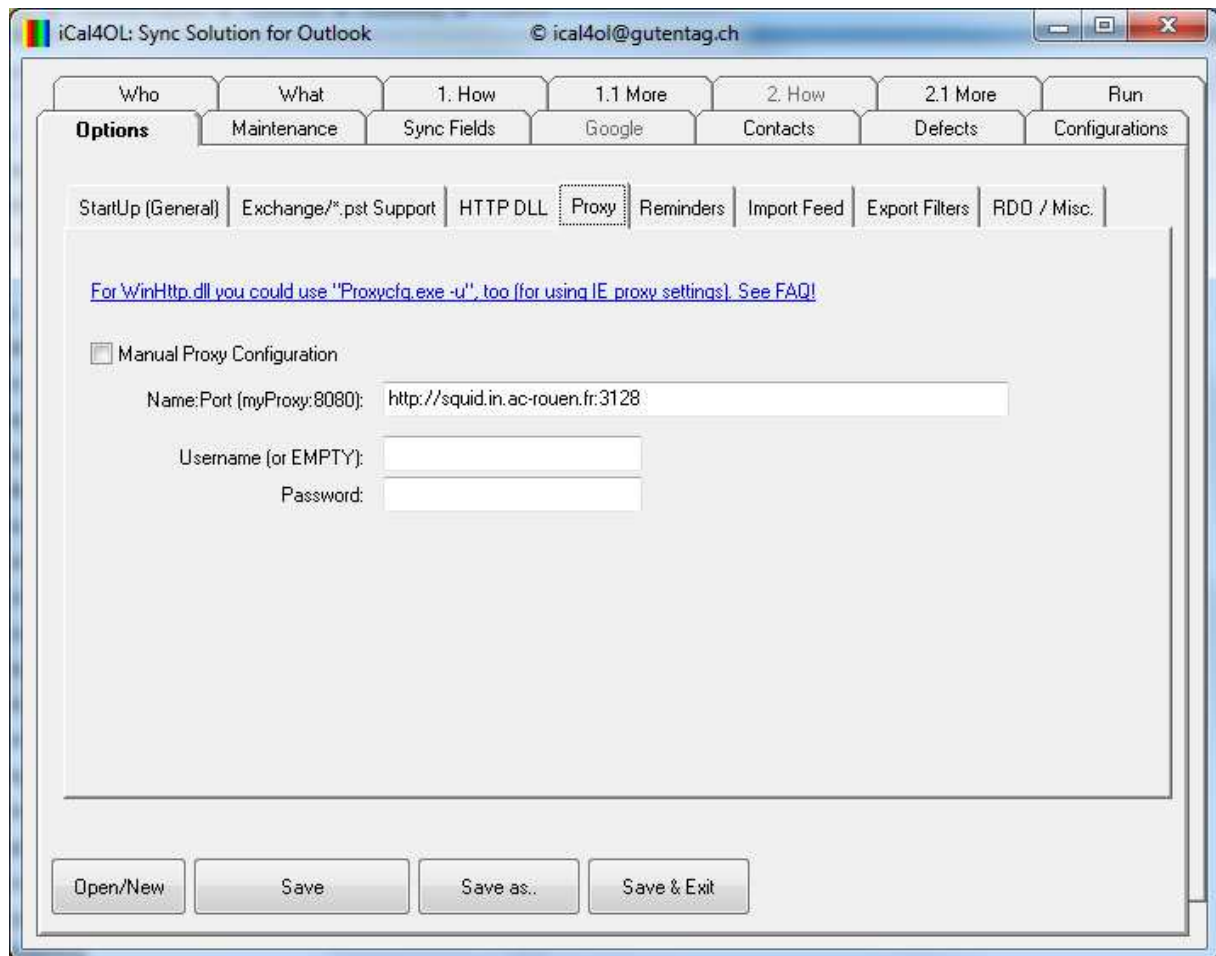 iCal4OL: Sync Solution for Outlook © ical4ol@gutentag.ch
Who What 1. How 1.1 More 2. How 2.1 More Run
Options Maintenance Sync Fields Google Contacts Defects Configurations
StartUp (General) Exchange/*.pst Support HTTP DLL Proxy Reminders Import Feed Export Filters RDO / Misc.
For WinHttp.dll you could use "Proxycfg.exe -u", too (for using IE proxy settings). See FAQ!
Manual Proxy Configuration
Name:Port (myProxy:8080): http://squid.in.ac-rouen.fr:3128
Username (or EMPTY):
Password:
Open/New Save Save as.. Save & Exit